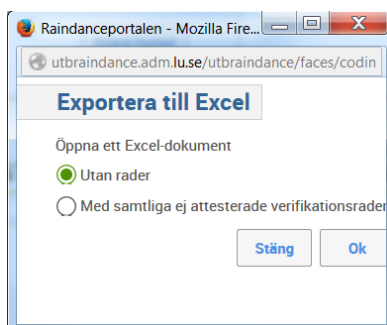 Raindanceportalen - Mozilla Fire...
utbraindance.adm.lu.se/utbraindance/faces/codin
Exportera till Excel
Öppna ett Excel-dokument
Utan rader
Med samtliga ej attesterade verifikationsrader
Stäng Ok